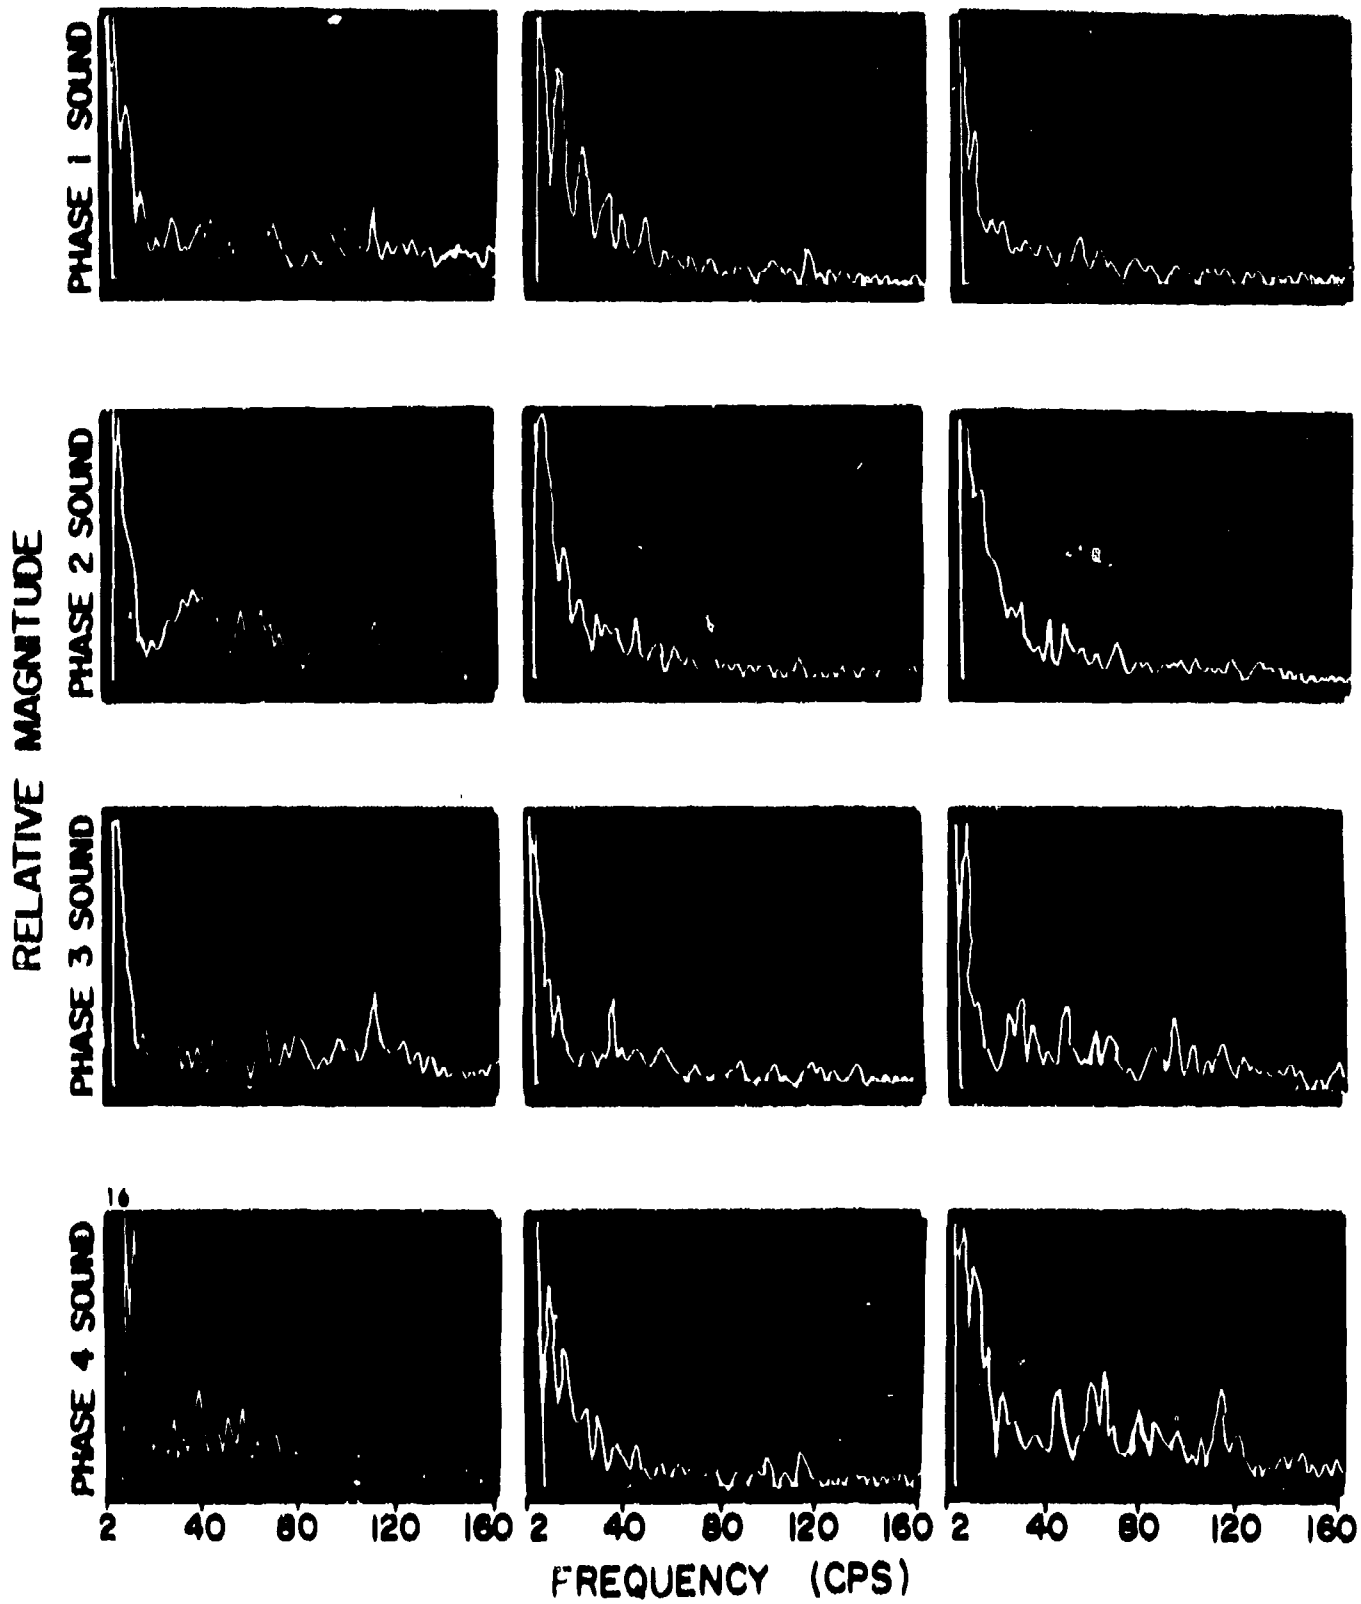 RELATIVE MAGNITUDE
PHASE 1 SOUND
PHASE 2 SOUND
PHASE 3 SOUND
PHASE 4 SOUND
16
2 40 80 120 160 2 40 80 120 160 2 40 80 120 160
FREQUENCY (CPS)